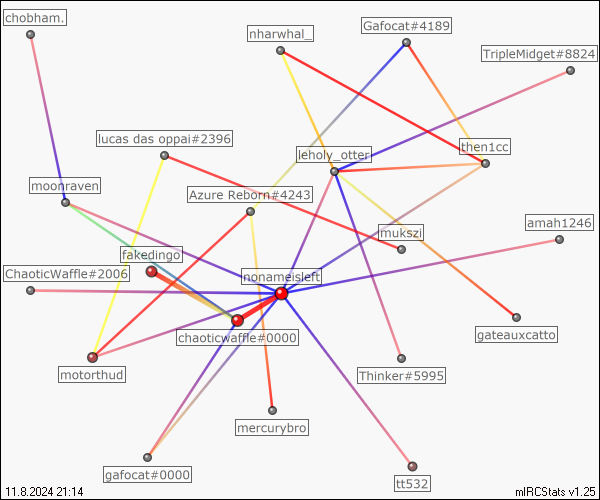 chobham.
nharwhal_
Gafocat#4189
TripleMidget#8824
lucas das oppai#2396
leholy_otter
then1cc
moonraven
Azure Reborn#4243
mukszi
amah1246
fakedingo
ChaoticWaffle#2006
nonameisleft
chaoticwaffle#0000
gateauxcatto
motorthud
Thinker#5995
mercurybro
gafocat#0000
tt532
11.8.2024 21:14
mIRCStats v1.25